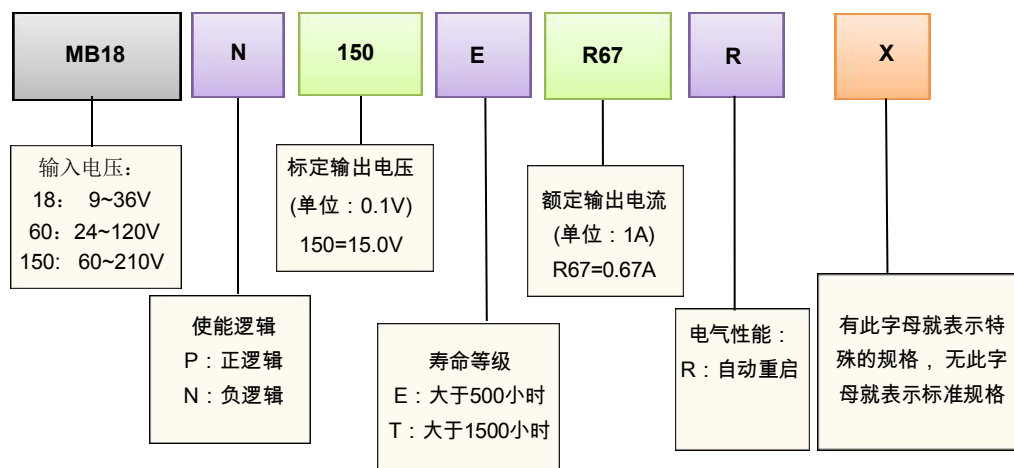 MB18
N
150
E
R67
R
X
输入电压：
18： 9~36V
60：24~120V
150: 60~210V
标定输出电压
(单位：0.1V)
150=15.0V
额定输出电流
(单位：1A)
R67=0.67A
使能逻辑
P：正逻辑
N：负逻辑
寿命等级
E：大于500小时
T：大于1500小时
电气性能：
R：自动重启
有此字母就表示特
殊的规格，无此字
母就表示标准规格